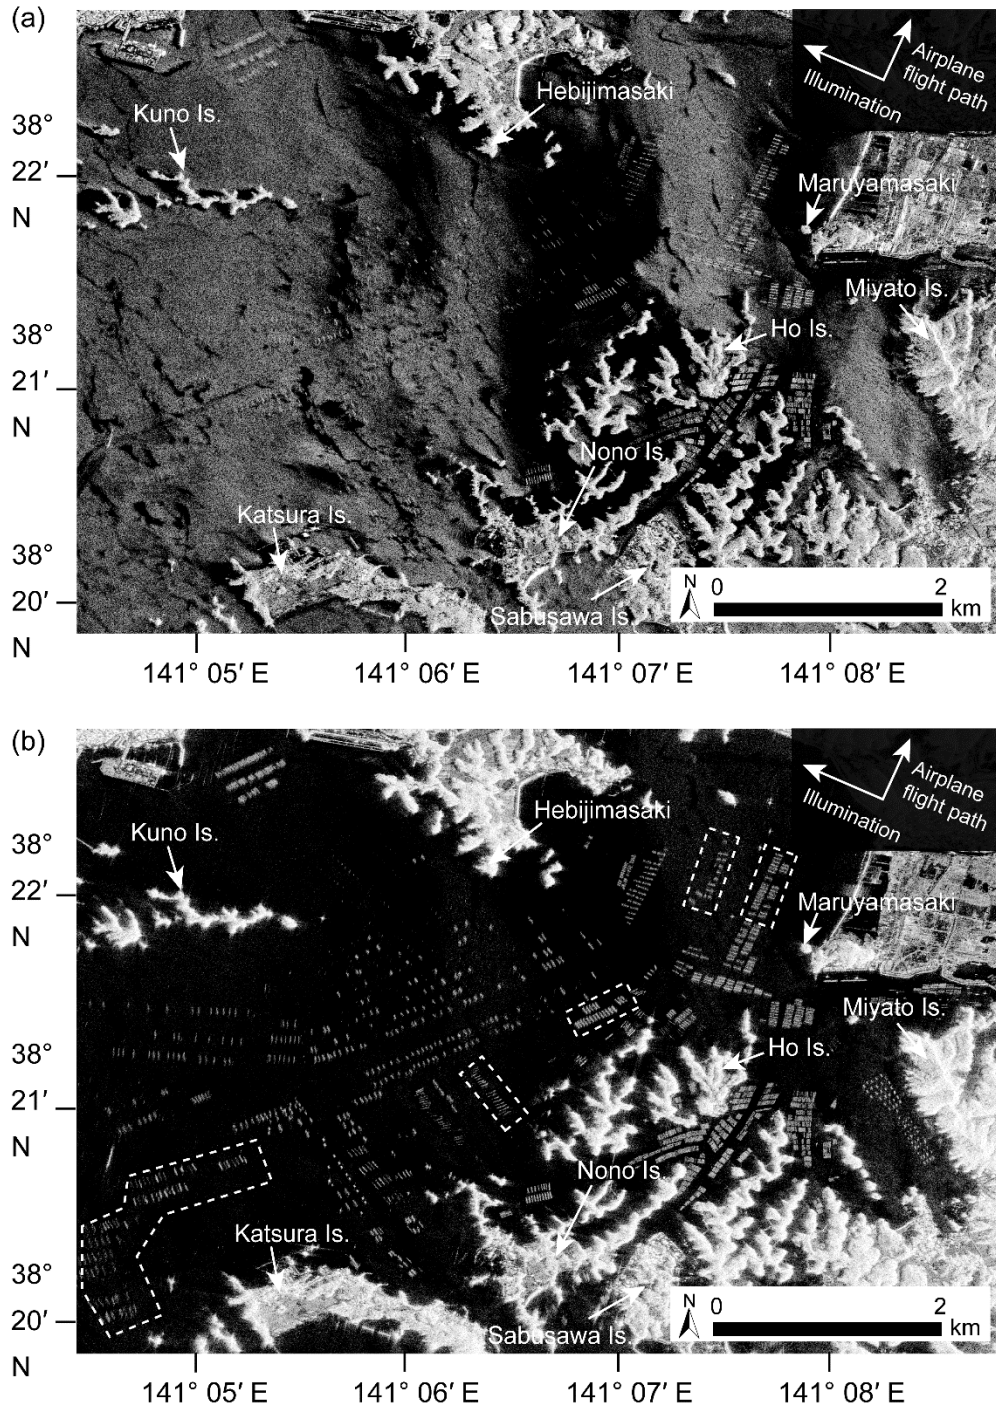 (a)
Airplane
flight path
Illumination
Hebijimasaki
Kuno Is.
38°
22′
N
Maruyamasaki
Miyato Is.
Ho Is.
38°
21′
N
Nono Is.
Katsura Is.
38°
20′
N
Sabusawa Is.
N
0
2
km
141° 05′ E
141° 06′ E
141° 07′ E
141° 08′ E
(b)
Airplane
flight path
Illumination
Hebijimasaki
Kuno Is.
38°
22′
N
Maruyamasaki
Miyato Is.
Ho Is.
38°
21′
N
Nono Is.
Katsura Is.
38°
20′
N
Sabusawa Is.
N
0
2
km
141° 05′ E
141° 06′ E
141° 07′ E
141° 08′ E